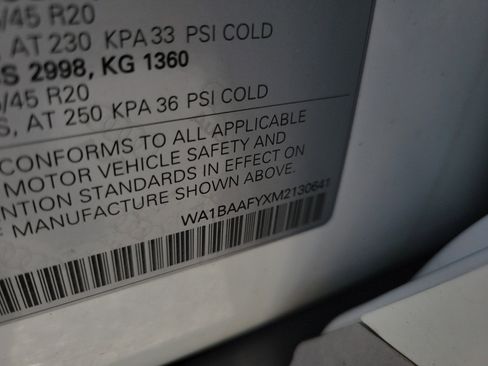 /45 R20
, AT 230 KPA 33 PSI COLD
S 2998, KG 1360
/45 R20
S, AT 250 KPA 36 PSI COLD
CONFORMS TO ALL APPLICABLE
MOTOR VEHICLE SAFETY AND
ENTION STANDARDS IN EFFECT ON
F MANUFACTURE SHOWN ABOVE.
WA1BAAFYXM2130641